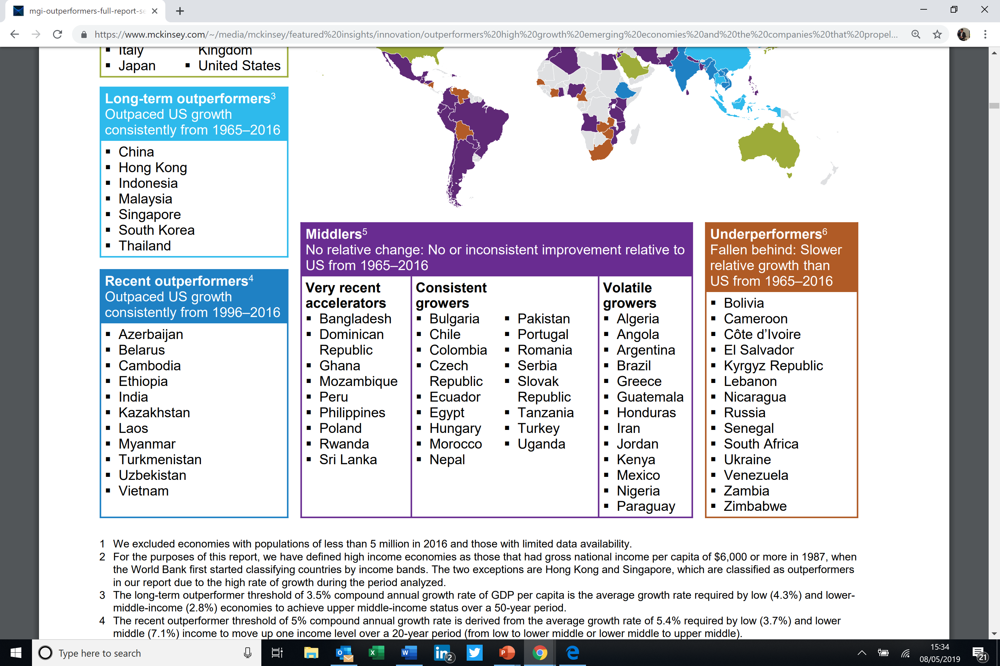 mgi-outperformers-full-report-se
https://www.mckinsey.com/~/media/mckinsey/featured%20insights/innovation/outperformers%20high%20growth%20emerging%20economies%20and%20the%20companies%20that%20propel...
▪ Italy
Kingdom
▪ Japan
▪ United States
Long-term outperformers3
Outpaced US growth
consistently from 1965–2016
▪ China
▪ Hong Kong
▪ Indonesia
▪ Malaysia
▪ Singapore
▪ South Korea
▪ Thailand
Recent outperformers4
Outpaced US growth
consistently from 1996–2016
▪ Azerbaijan
▪ Belarus
▪ Cambodia
▪ Ethiopia
▪ India
▪ Kazakhstan
▪ Laos
▪ Myanmar
▪ Turkmenistan
▪ Uzbekistan
▪ Vietnam
Middlers5
No relative change: No or inconsistent improvement relative to
US from 1965–2016
Very recent
accelerators
▪ Bangladesh
▪ Dominican
Republic
▪ Ghana
▪ Mozambique
▪ Peru
▪ Philippines
▪ Poland
▪ Rwanda
▪ Sri Lanka
Consistent
growers
▪ Bulgaria
▪ Chile
▪ Colombia
▪ Czech
Republic
▪ Ecuador
▪ Egypt
▪ Hungary
▪ Morocco
▪ Nepal
▪ Pakistan
▪ Portugal
▪ Romania
▪ Serbia
▪ Slovak
Republic
▪ Tanzania
▪ Turkey
▪ Uganda
Volatile
growers
▪ Algeria
▪ Angola
▪ Argentina
▪ Brazil
▪ Greece
▪ Guatemala
▪ Honduras
▪ Iran
▪ Jordan
▪ Kenya
▪ Mexico
▪ Nigeria
▪ Paraguay
Underperformers6
Fallen behind: Slower
relative growth than
US from 1965–2016
▪ Bolivia
▪ Cameroon
▪ Côte d’Ivoire
▪ El Salvador
▪ Kyrgyz Republic
▪ Lebanon
▪ Nicaragua
▪ Russia
▪ Senegal
▪ South Africa
▪ Ukraine
▪ Venezuela
▪ Zambia
▪ Zimbabwe
1 We excluded economies with populations of less than 5 million in 2016 and those with limited data availability.
2 For the purposes of this report, we have defined high income economies as those that had gross national income per capita of $6,000 or more in 1987, when
the World Bank first started classifying countries by income bands. The two exceptions are Hong Kong and Singapore, which are classified as outperformers
in our report due to the high rate of growth during the period analyzed.
3 The long-term outperformer threshold of 3.5% compound annual growth rate of GDP per capita is the average growth rate required by low (4.3%) and lower-
middle-income (2.8%) economies to achieve upper middle-income status over a 50-year period.
4 The recent outperformer threshold of 5% compound annual growth rate is derived from the average growth rate of 5.4% required by low (3.7%) and lower
middle (7.1%) income to move up one income level over a 20-year period (from low to lower middle or lower middle to upper middle).
Type here to search
2
15:34
08/05/2019
21